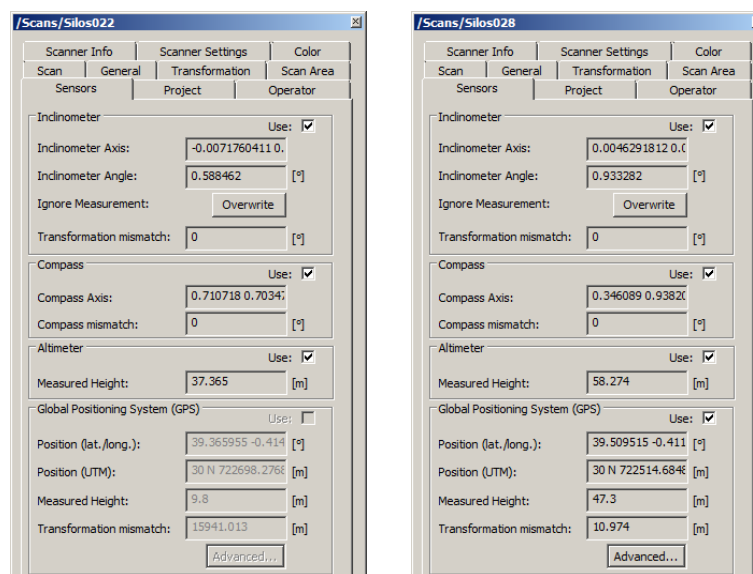 /Scans/Silos022
Scanner Info Scanner Settings Color
Scan General Transformation Scan Area
Sensors Project Operator
Inclinometer
Use:
Inclinometer Axis: -0.0071760411 0.
Inclinometer Angle: 0.588462 [°]
Ignore Measurement: Overwrite
Transformation mismatch: 0 [°]
Compass
Use:
Compass Axis: 0.710718 0.70347
Compass mismatch: 0 [°]
Altimeter
Use:
Measured Height: 37.365 [m]
Global Positioning System (GPS)
Use:
Position (lat./long.): 39.365955 -0.414 [°]
Position (UTM): 30 N 722698.2768 [m]
Measured Height: 9.8 [m]
Transformation mismatch: 15941.013 [m]
Advanced...
/Scans/Silos028
Scanner Info Scanner Settings Color
Scan General Transformation Scan Area
Sensors Project Operator
Inclinometer
Use:
Inclinometer Axis: 0.0046291812 0.0
Inclinometer Angle: 0.933282 [°]
Ignore Measurement: Overwrite
Transformation mismatch: 0 [°]
Compass
Use:
Compass Axis: 0.346089 0.93820
Compass mismatch: 0 [°]
Altimeter
Use:
Measured Height: 58.274 [m]
Global Positioning System (GPS)
Use:
Position (lat./long.): 39.509515 -0.411 [°]
Position (UTM): 30 N 722514.6848 [m]
Measured Height: 47.3 [m]
Transformation mismatch: 10.974 [m]
Advanced...